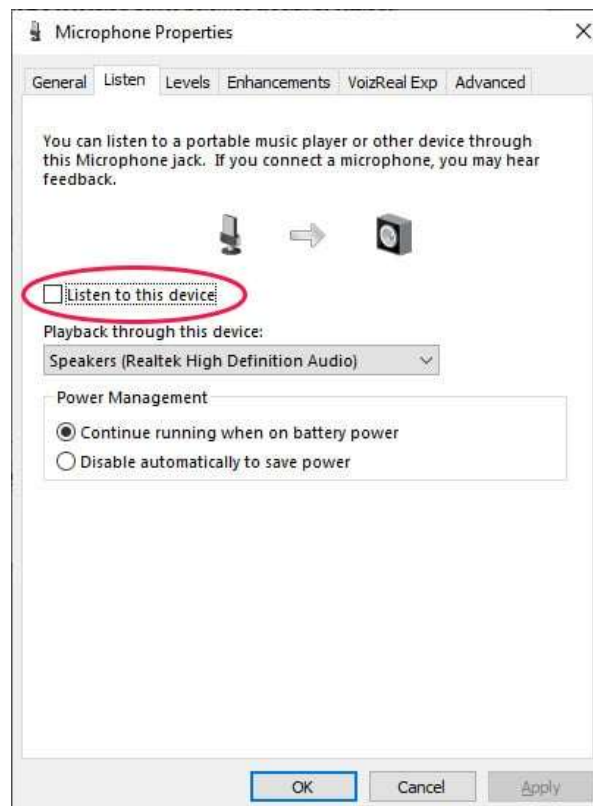 Microphone Properties
General Listen Levels Enhancements VoizReal Exp Advanced
You can listen to a portable music player or other device through
this Microphone jack. If you connect a microphone, you may hear
feedback.
Listen to this device
Playback through this device:
Speakers (Realtek High Definition Audio)
Power Management
Continue running when on battery power
Disable automatically to save power
OK Cancel Apply